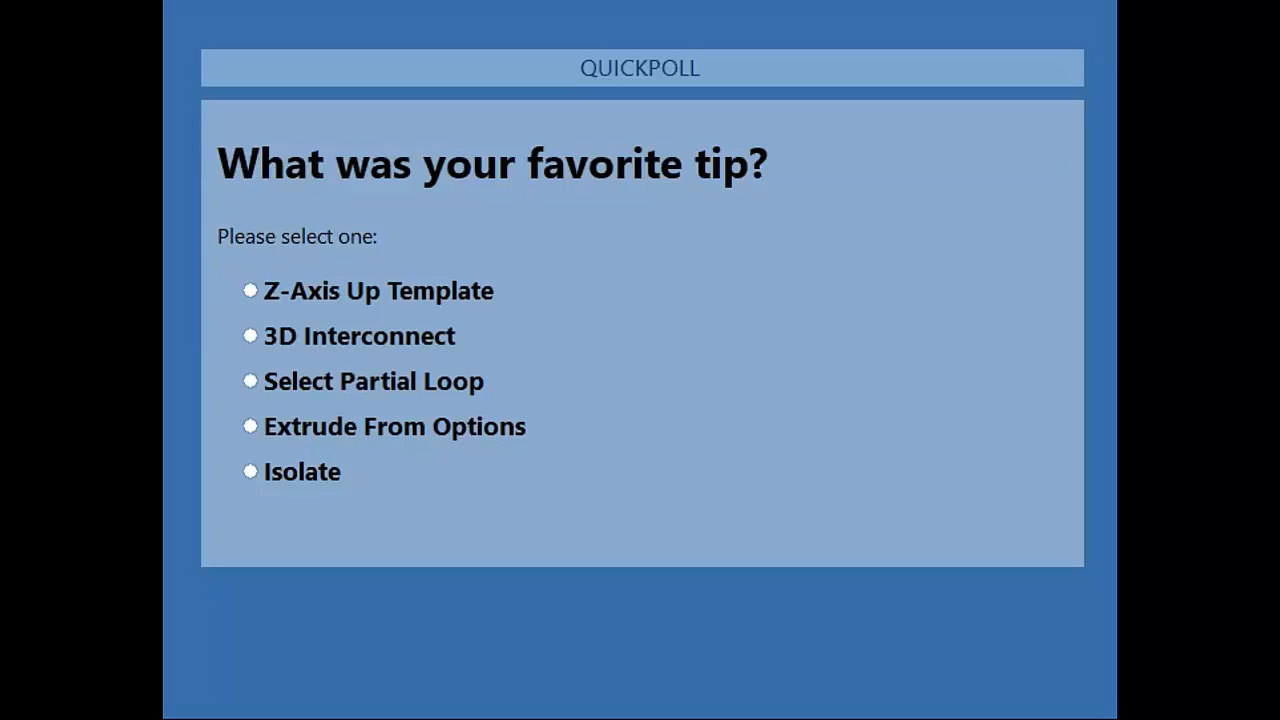 QUICKPOLL
What was your favorite tip?
Please select one:
Z-Axis Up Template
3D Interconnect
Select Partial Loop
Extrude From Options
Isolate